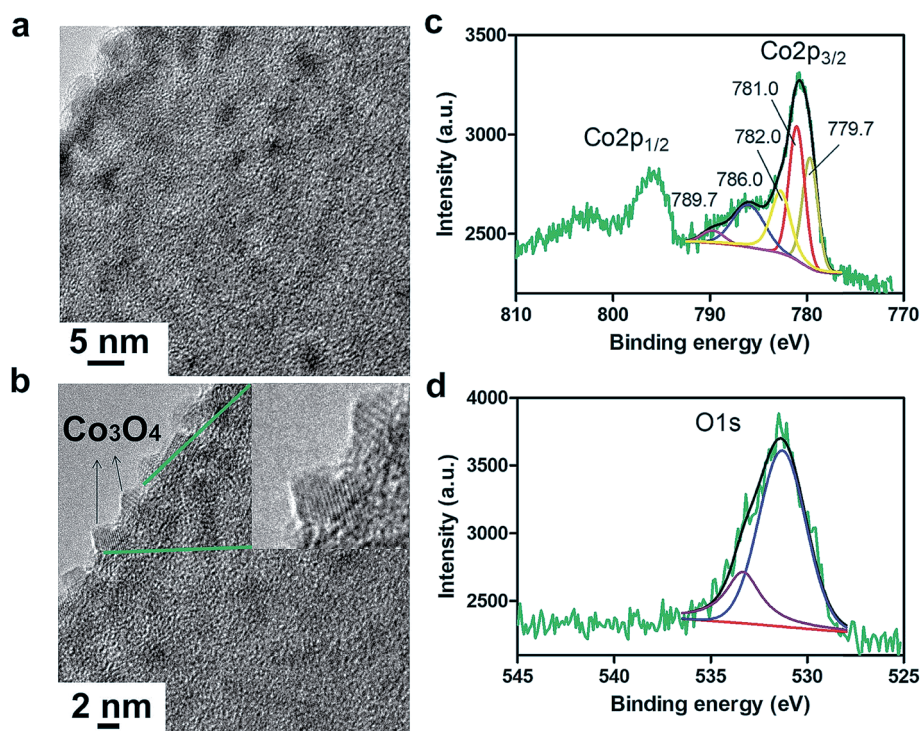 a
5 nm
b
Co₃O₄
2 nm
c
Intensity (a.u.)
3500
3000
2500
Co2p₃/₂
781.0
782.0
779.7
Co2p₁/₂
789.7
786.0
810 800 790 780 770
Binding energy (eV)
d
Intensity (a.u.)
4000
3500
3000
2500
O1s
545 540 535 530 525
Binding energy (eV)